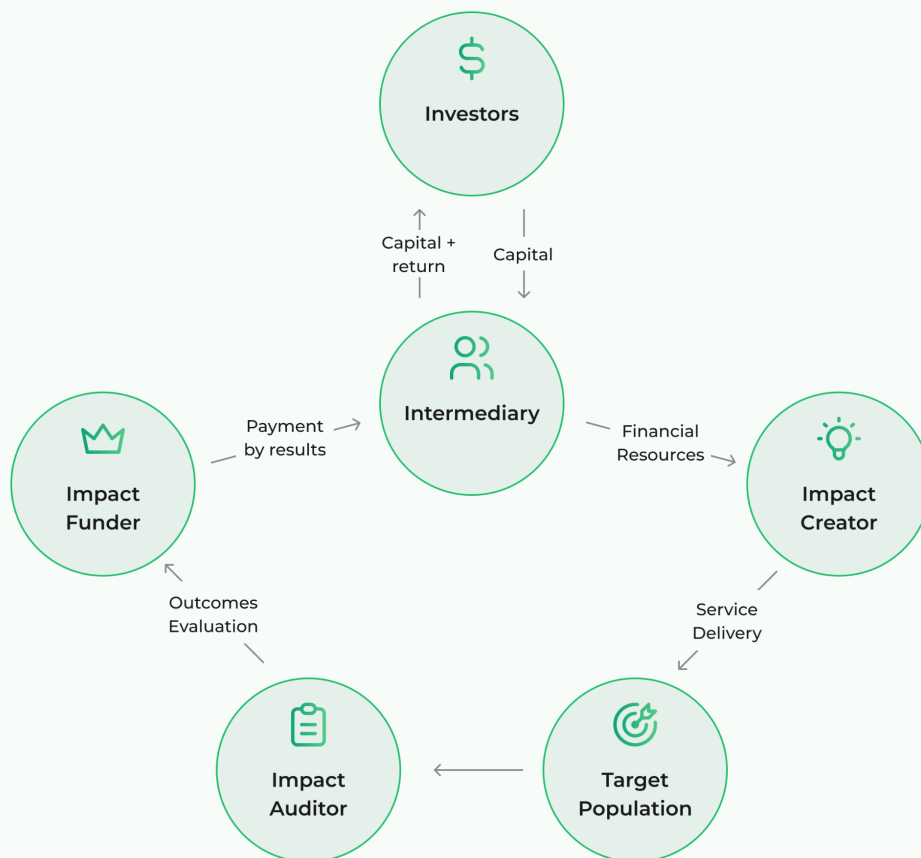 Investors
Capital +
return
Capital
Intermediary
Payment
by results
Financial
Resources
Impact
Funder
Impact
Creator
Outcomes
Evaluation
Service
Delivery
Impact
Auditor
Target
Population